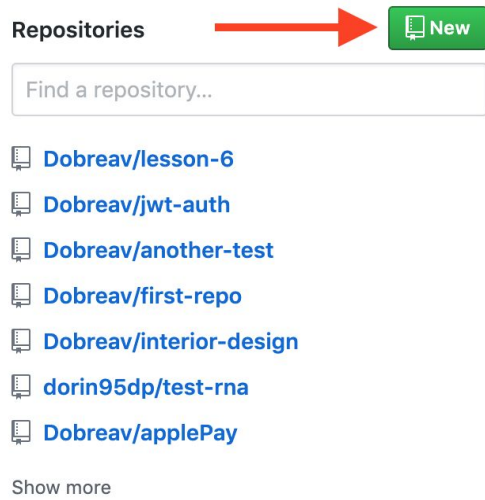 Repositories
New
Find a repository...
Dobreav/lesson-6
Dobreav/jwt-auth
Dobreav/another-test
Dobreav/first-repo
Dobreav/interior-design
dorin95dp/test-rna
Dobreav/applePay
Show more